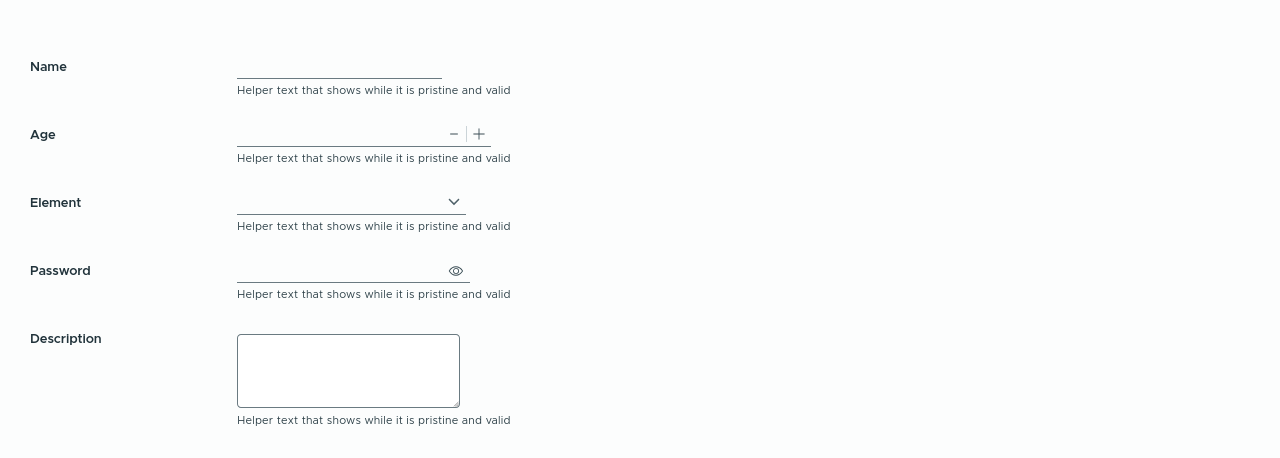 Name
Helper text that shows while it is pristine and valid
Age
Helper text that shows while it is pristine and valid
Element
Helper text that shows while it is pristine and valid
Password
Helper text that shows while it is pristine and valid
Description
Helper text that shows while it is pristine and valid